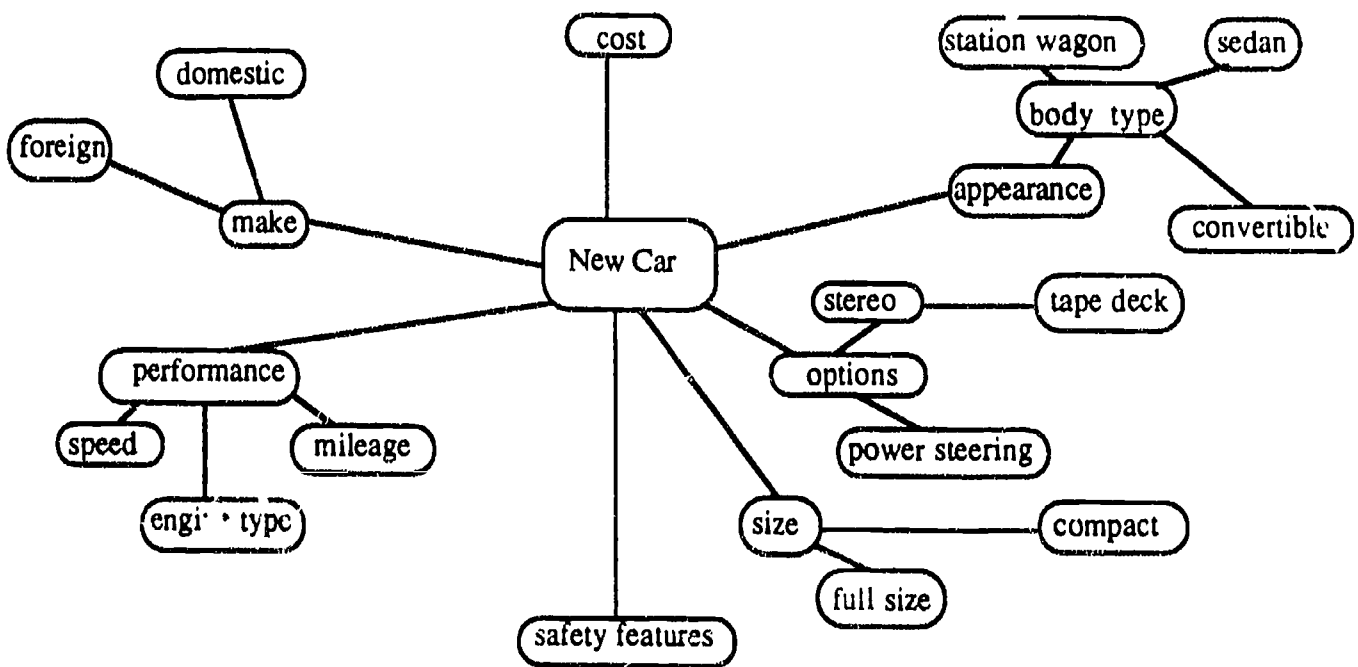 cost
station wagon
sedan
domestic
body type
foreign
appearance
make
convertible
New Car
stereo
tape deck
performance
options
speed
mileage
power steering
type
size
compact
full size
safety features